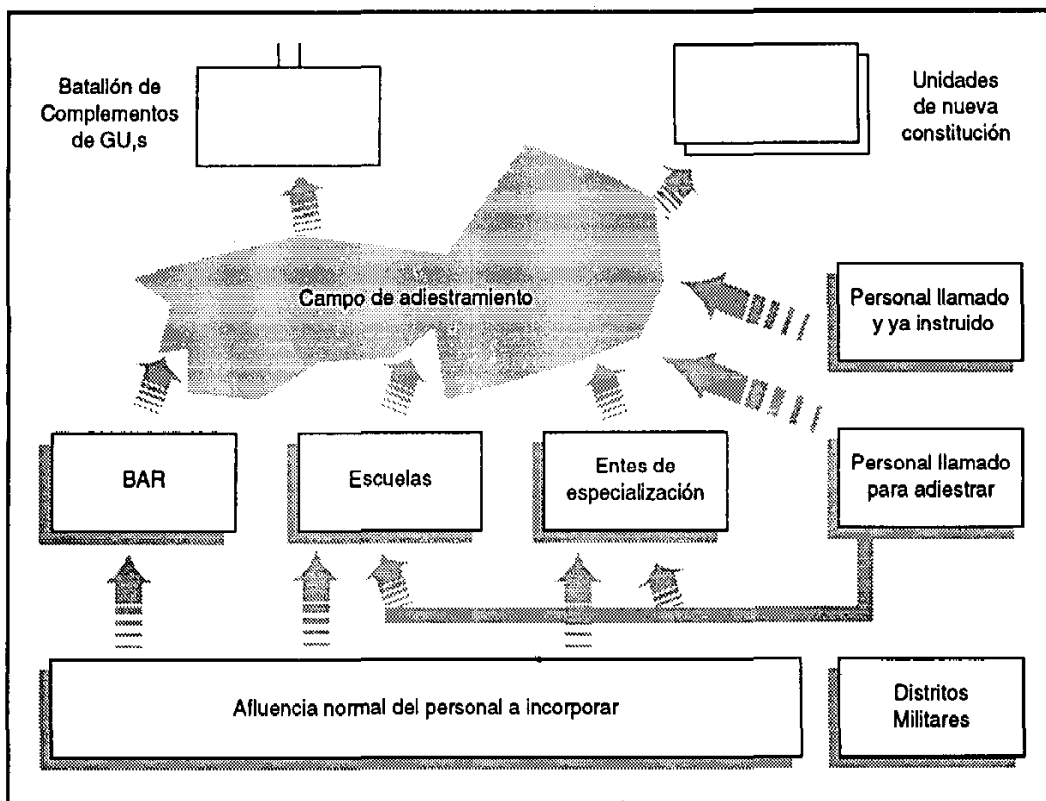 Batallón de
Complementos
de GU,s
Unidades
de nueva
constitución
Campo de adiestramiento
Personal llamado
y ya instruido
BAR
Escuelas
Entes de
especialización
Personal llamado
para adiestrar
Afluencia normal del personal a incorporar
Distritos
Militares